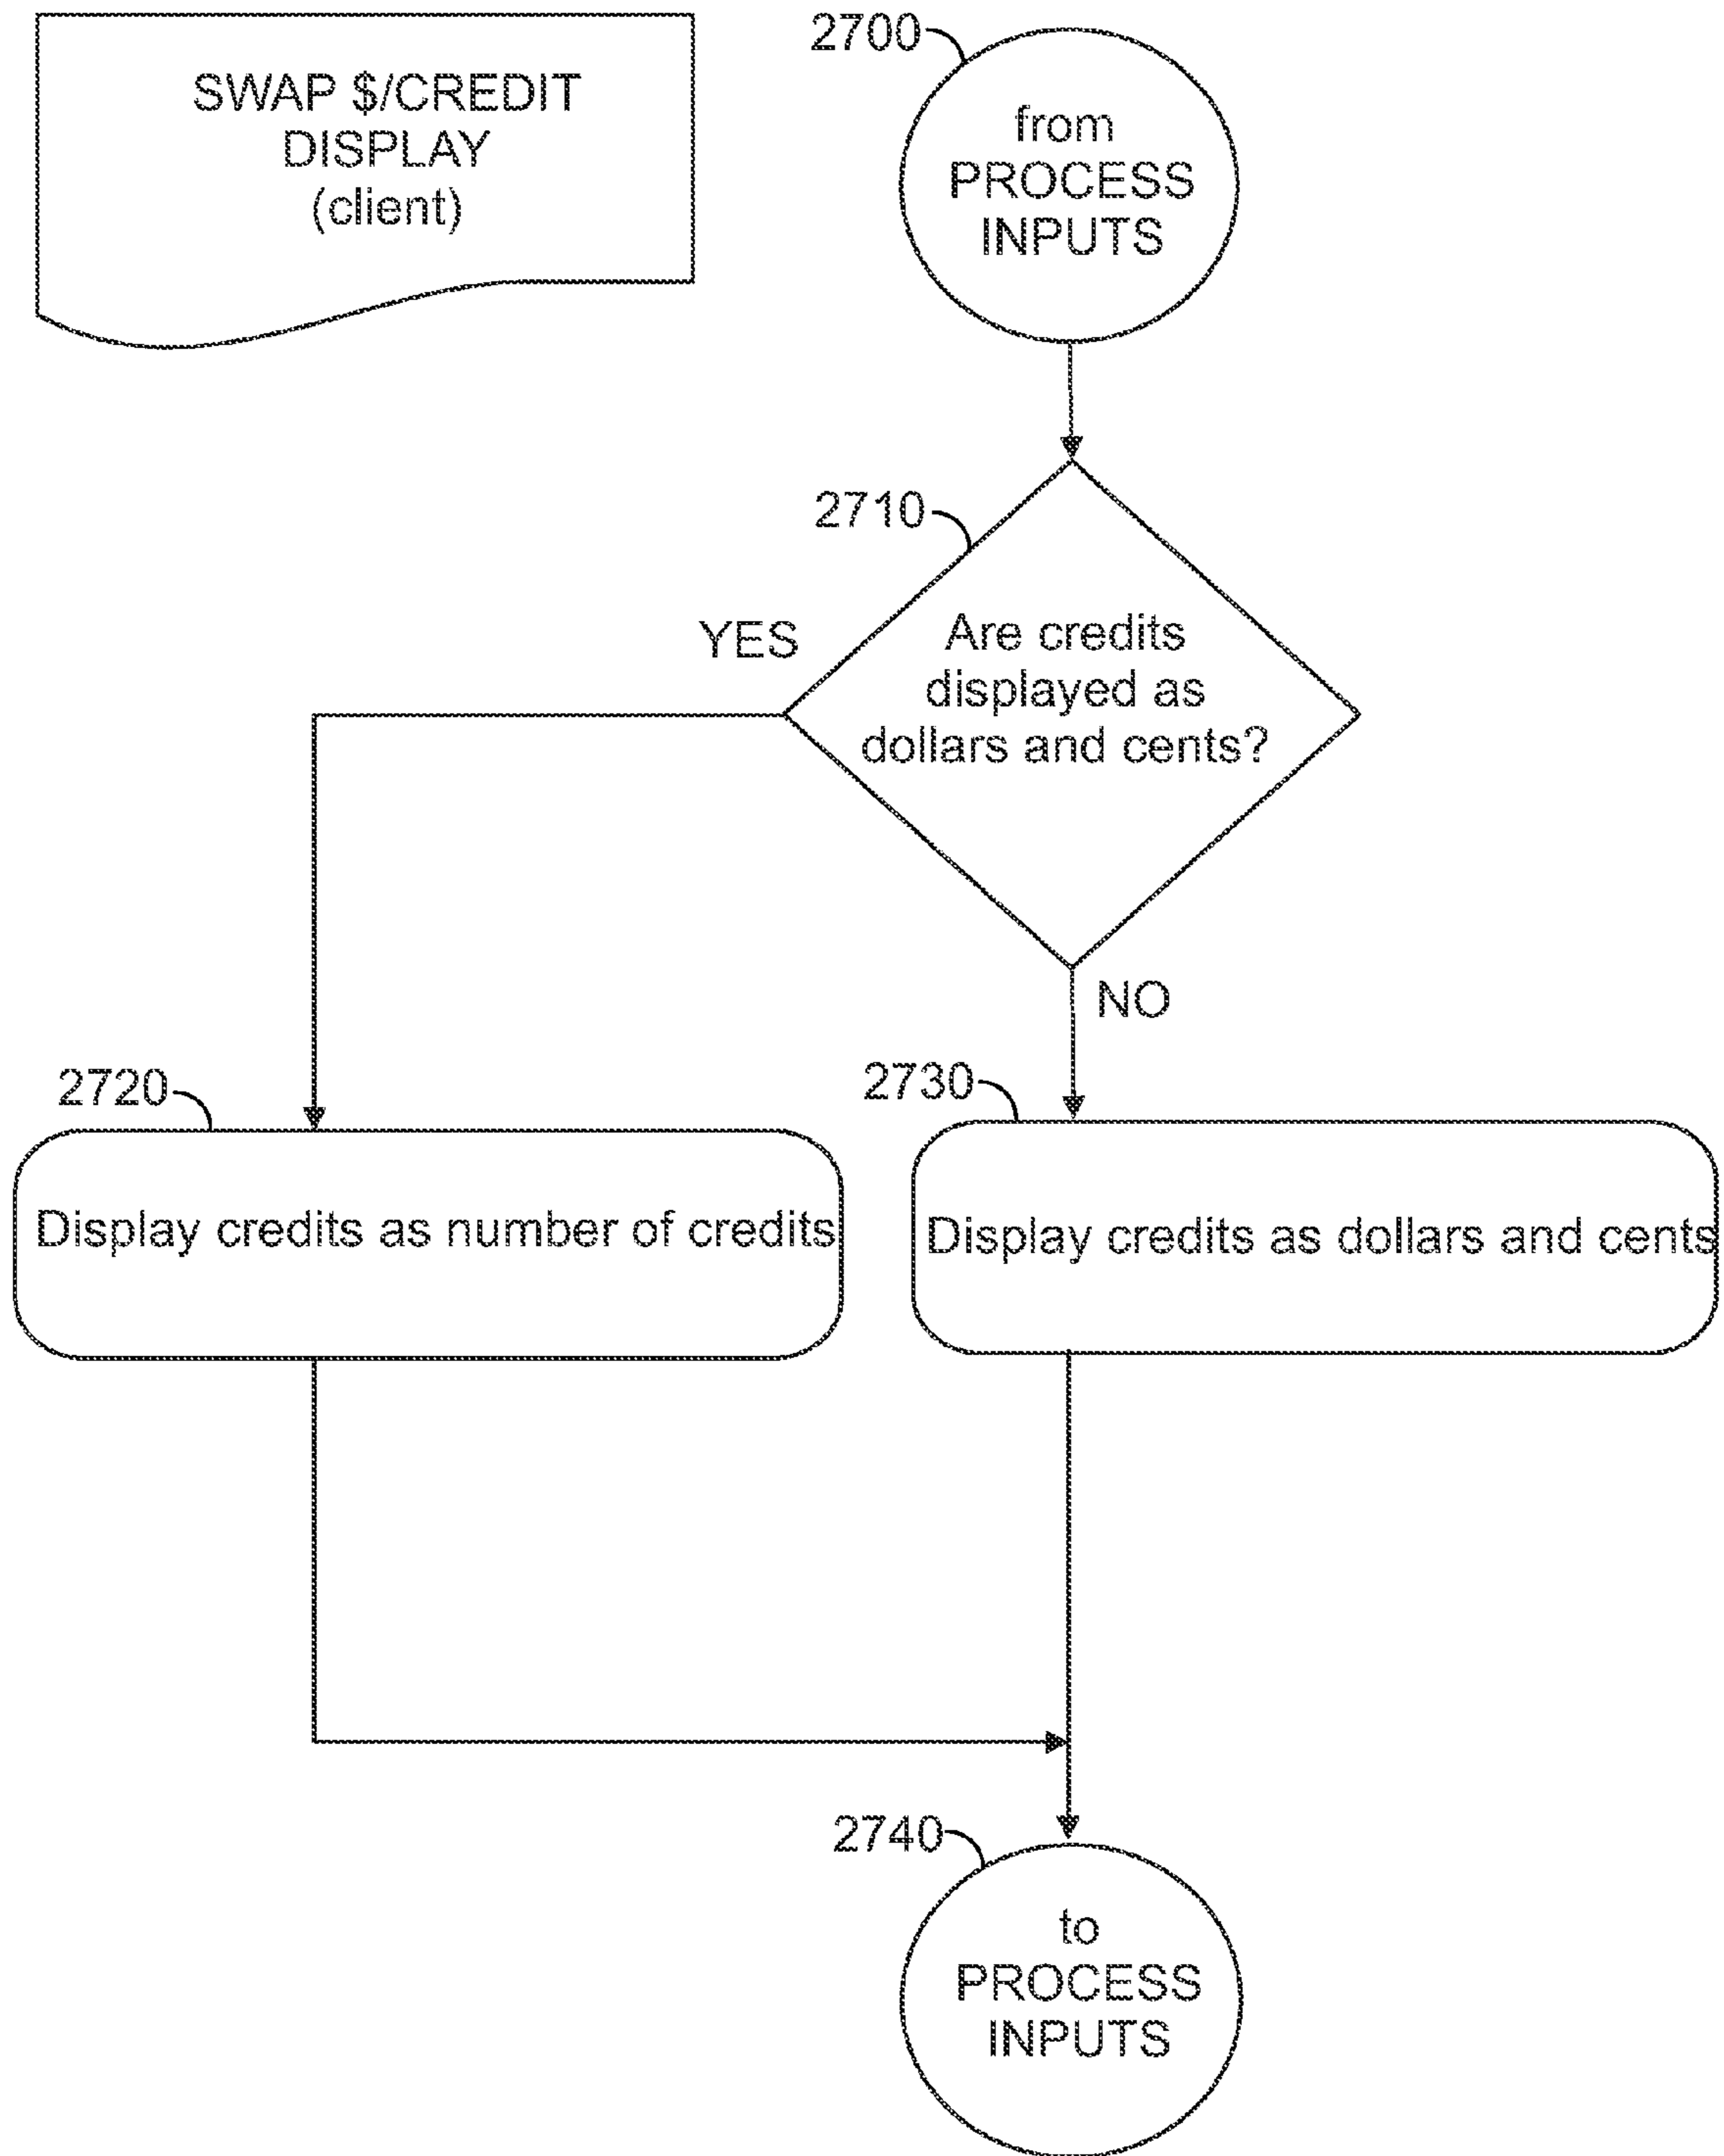 SWAP $/CREDIT
DISPLAY
(client)
2700
from
PROCESS
INPUTS
2710
YES
Are credits
displayed as
dollars and cents?
NO
2720
Display credits as number of credits
2730
Display credits as dollars and cents
2740
to
PROCESS
INPUTS